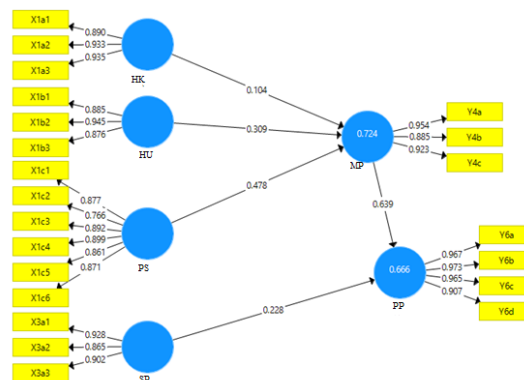 X1a1
0.890
X1a2
0.933
0.935
X1a3
HK
0.104
X1b1
0.885
X1b2
0.945
0.876
X1b3
HU
0.309
0.724
MP
0.954
Y4a
0.885
Y4b
0.923
Y4c
X1c1
0.877
X1c2
0.766
X1c3
0.892
X1c4
0.899
X1c5
0.861
X1c6
0.871
PS
0.478
0.639
0.666
PP
0.967
Y6a
0.973
Y6b
0.965
Y6c
0.907
Y6d
0.228
X3a1
0.928
X3a2
0.865
X3a3
0.902
SP